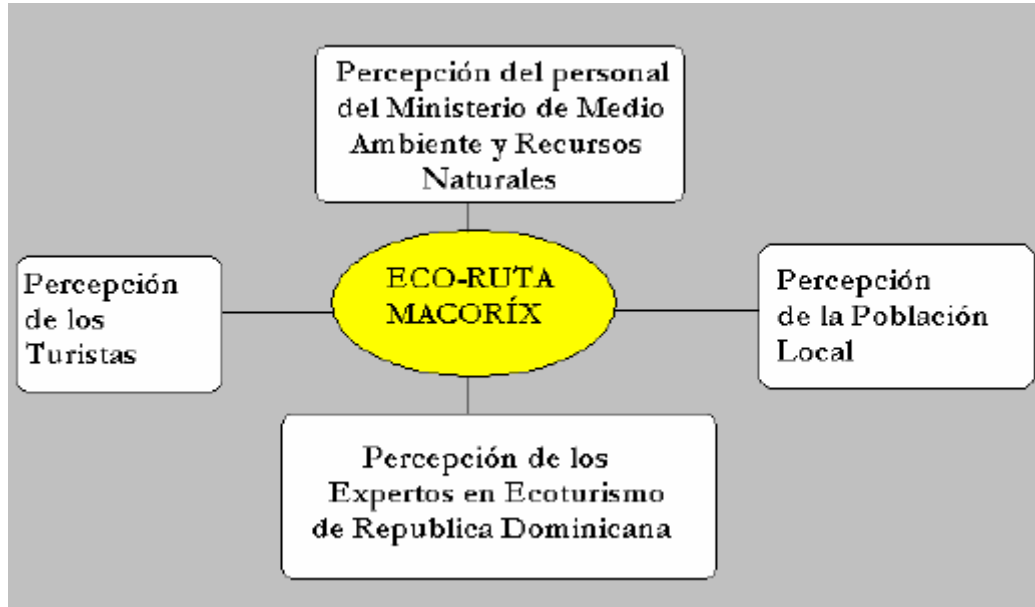 Percepción del personal
del Ministerio de Medio
Ambiente y Recursos
Naturales
Percepción
de los
Turistas
ECO-RUTA
MACORÍX
Percepción
de la Población
Local
Percepción de los
Expertos en Ecoturismo
de Republica Dominicana